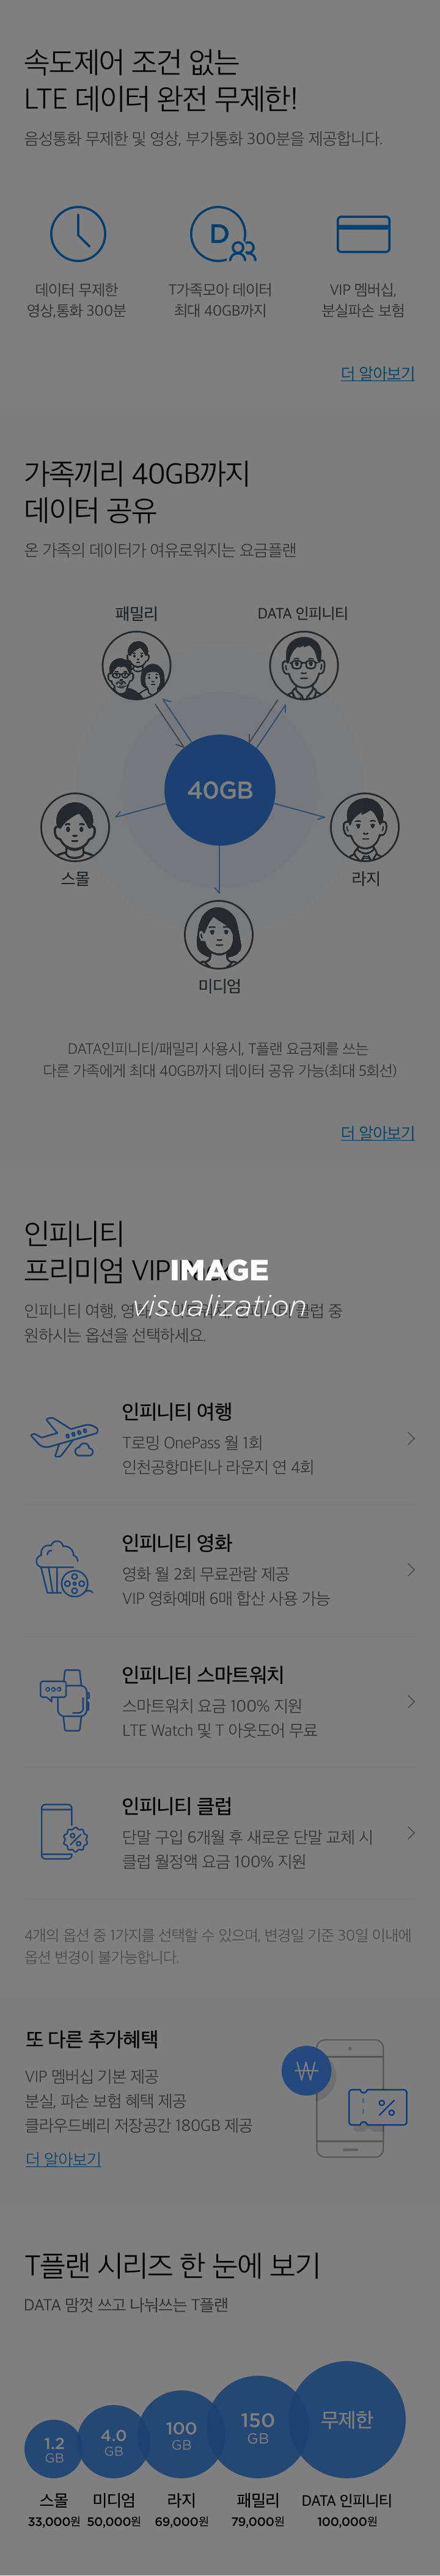 속도제어 조건 없는
LTE 데이터 완전 무제한!
음성통화 무제한 및 영상, 부가통화 300분을 제공합니다.
D
데이터 무제한
영상,통화 300분
T가족모아 데이터
최대 40GB까지
VIP 멤버십,
분실파손 보험
더 알아보기
가족끼리 40GB까지
데이터 공유
온 가족의 데이터가 여유로워지는 요금플랜
패밀리
DATA 인피니티
40GB
스몰
라지
미디엄
DATA인피니티/패밀리 사용시, T플랜 요금제를 쓰는
다른 가족에게 최대 40GB까지 데이터 공유 가능(최대 5회선)
더 알아보기
인피니티
프리미엄 VIP
IMAGE
visualization
인피니티 여행, 클럽 중
원하시는 옵션을 선택하세요.
인피니티 여행
T로밍 OnePass 월 1회
인천공항마티나 라운지 연 4회
인피니티 영화
영화 월 2회 무료관람 제공
VIP 영화예매 6매 합산 사용 가능
인피니티 스마트워치
스마트워치 요금 100% 지원
LTE Watch 및 T 아웃도어 무료
인피니티 클럽
단말 구입 6개월 후 새로운 단말 교체 시
클럽 월정액 요금 100% 지원
4개의 옵션 중 1가지를 선택할 수 있으며, 변경일 기준 30일 이내에
옵션 변경이 불가능합니다.
또 다른 추가혜택
VIP 멤버십 기본 제공
분실, 파손 보험 혜택 제공
클라우드베리 저장공간 180GB 제공
더 알아보기
₩
%
T플랜 시리즈 한 눈에 보기
DATA 맘껏 쓰고 나눠쓰는 T플랜
1.2
GB
4.0
GB
100
GB
150
GB
무제한
스몰
33,000원
미디엄
50,000원
라지
69,000원
패밀리
79,000원
DATA 인피니티
100,000원